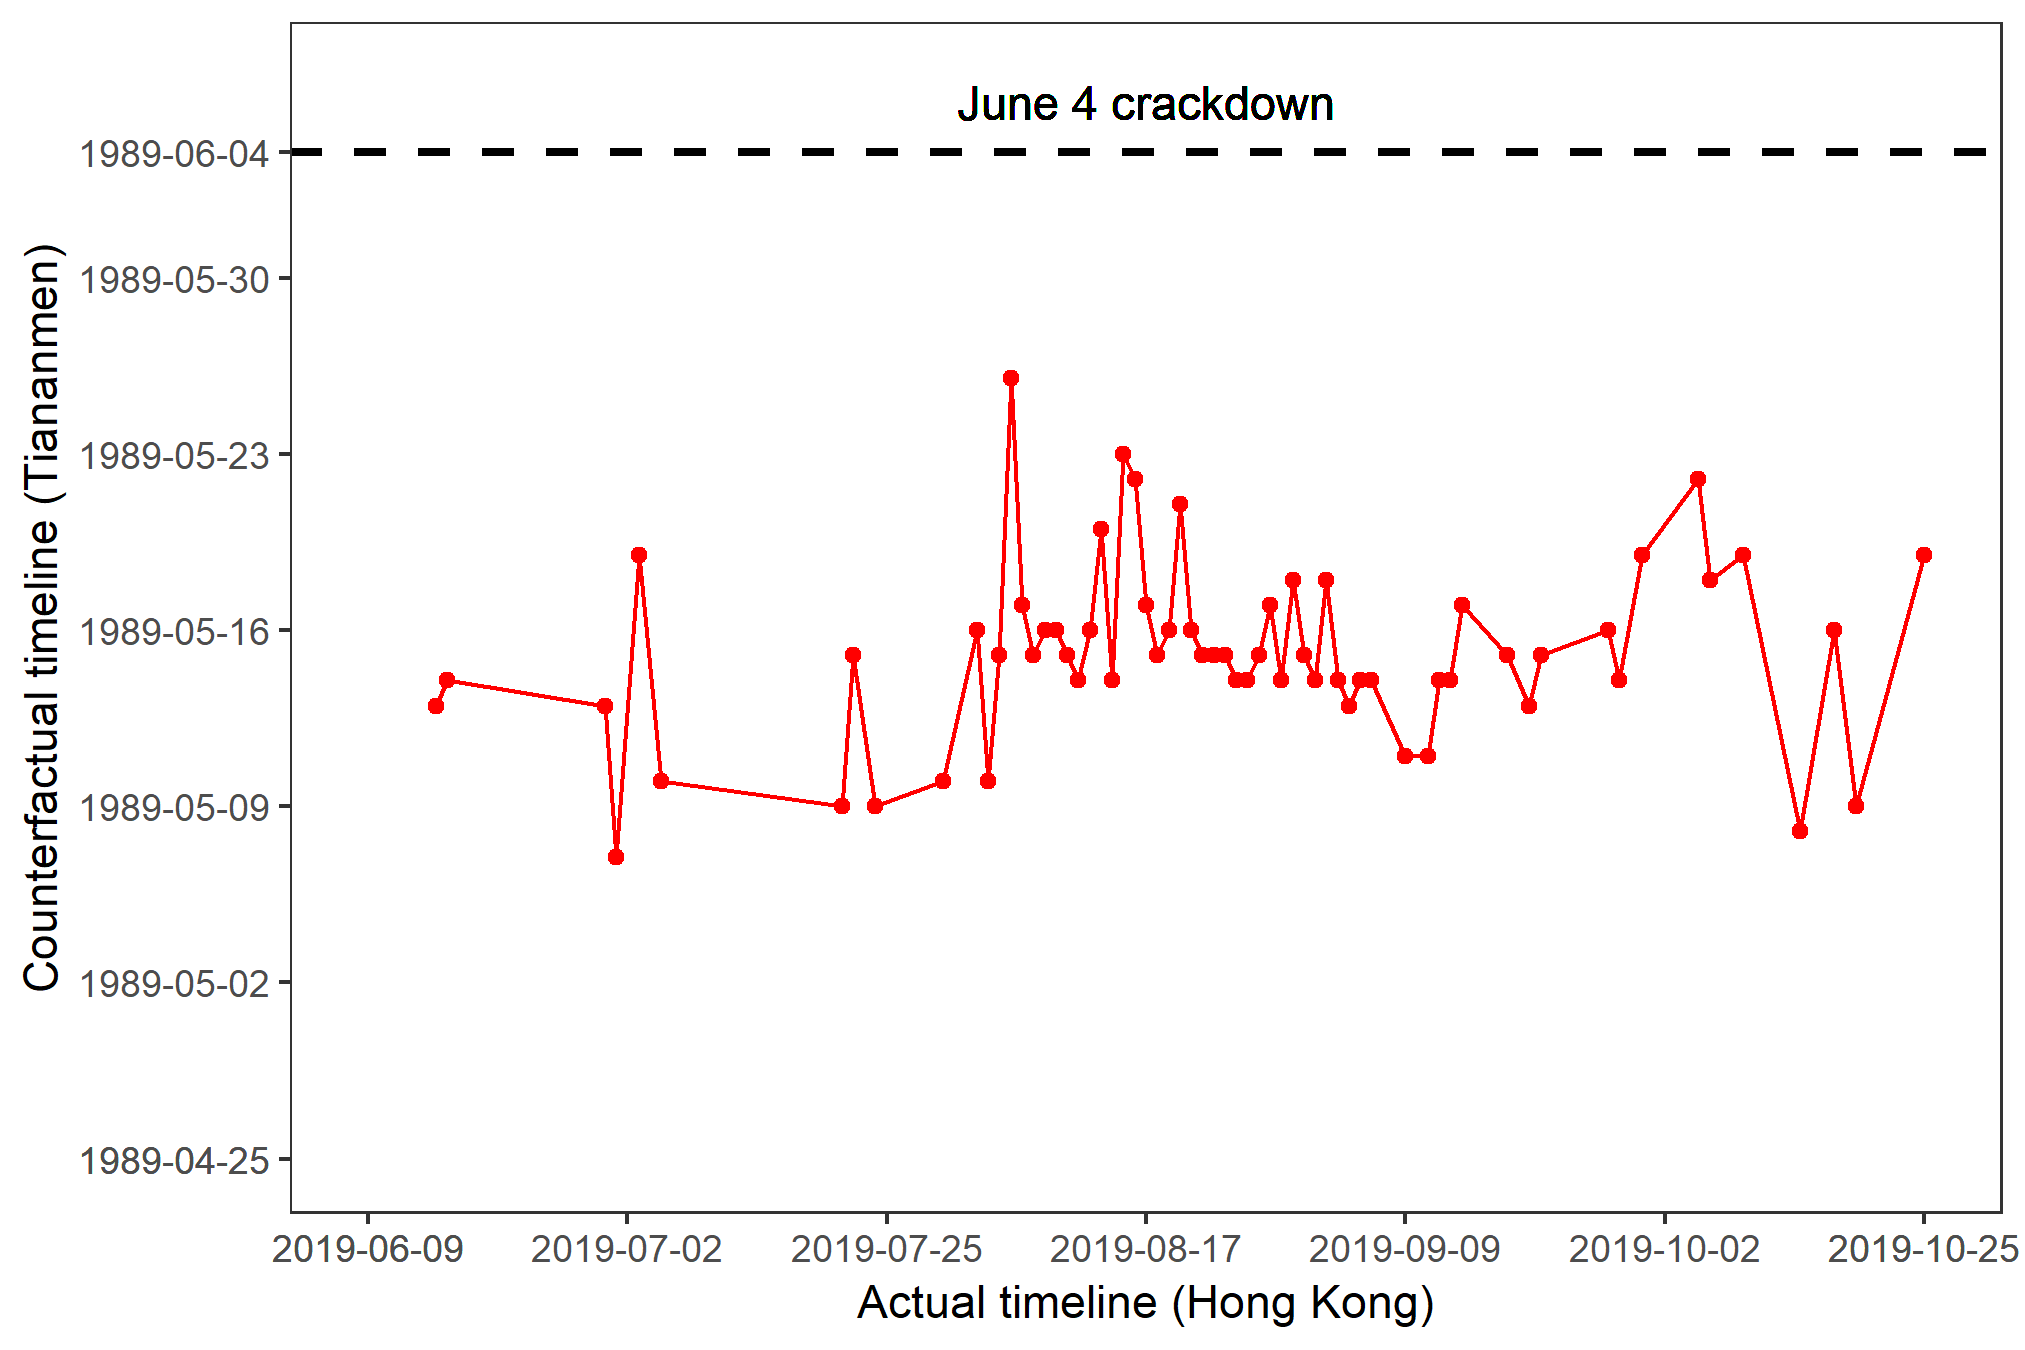 June 4 crackdown
1989-06-04
1989-05-30
1989-05-23
1989-05-16
1989-05-09
1989-05-02
1989-04-25
Counterfactual timeline (Tiananmen)
2019-06-09 2019-07-02 2019-07-25 2019-08-17 2019-09-09 2019-10-02 2019-10-25
Actual timeline (Hong Kong)